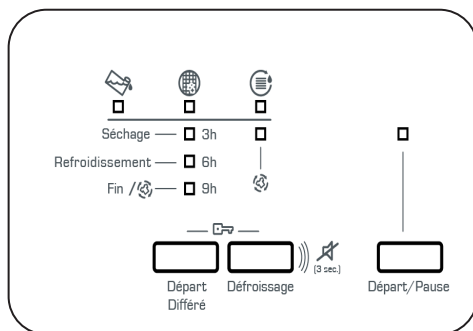 Séchage 3h
Refroidissement 6h
Fin / 9h
(3 sec.)
Départ Différé
Défroissage
Départ/Pause